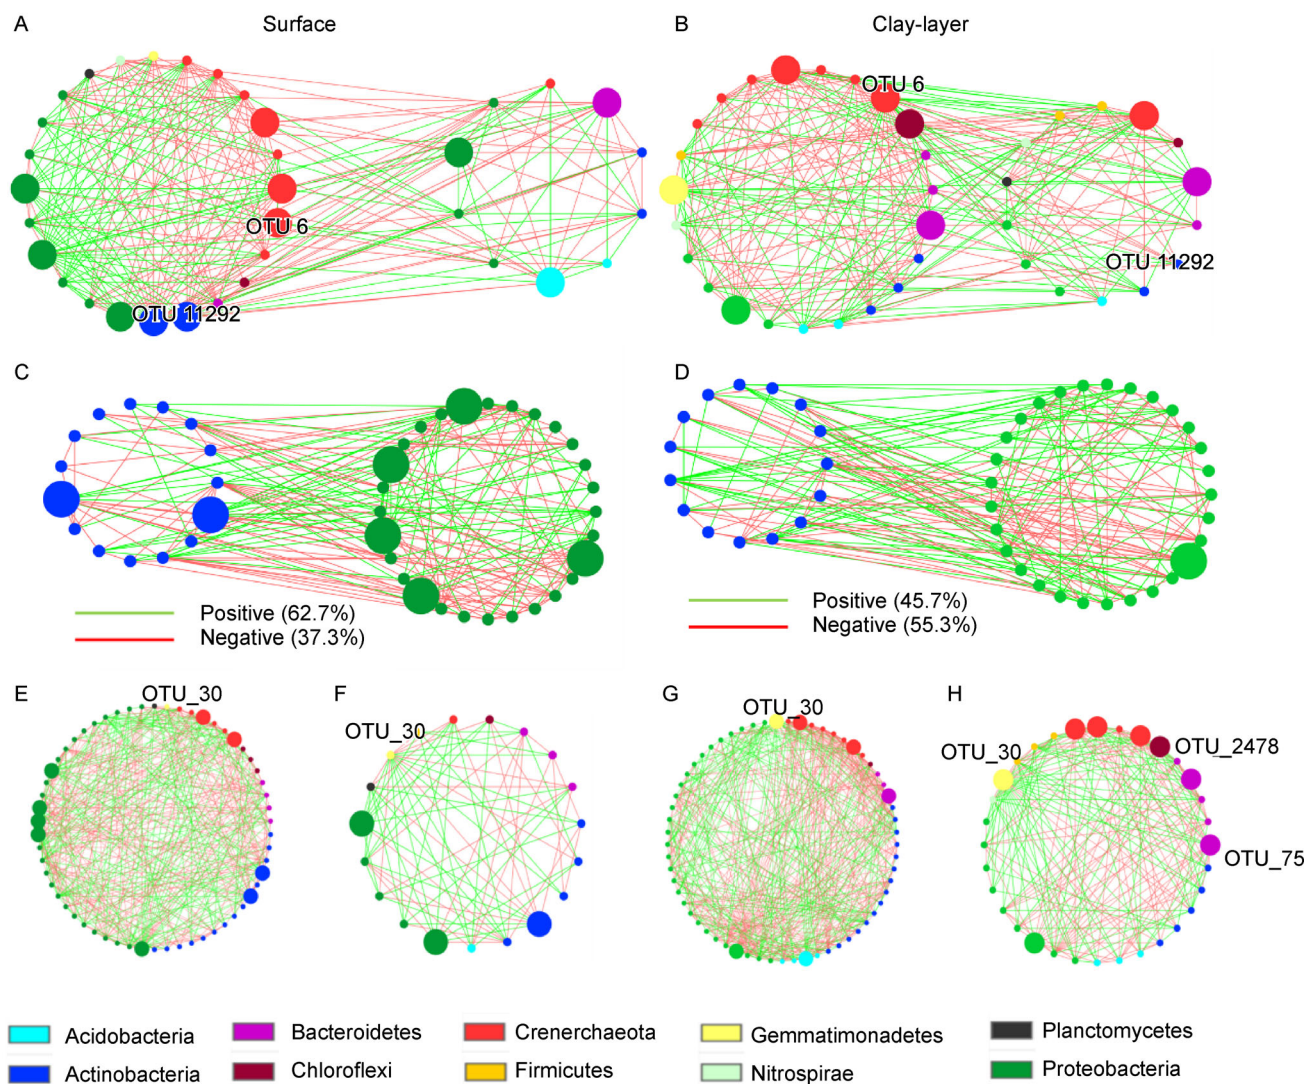 A Surface
B Clay-layer
OTU 6
OTU 6
OTU 11292
OTU 11292
C
D
Positive (62.7%)
Negative (37.3%)
Positive (45.7%)
Negative (55.3%)
E
OTU_30
F
OTU_30
G
OTU_30
H
OTU_30
OTU_2478
OTU_75
Acidobacteria
Bacteroidetes
Crenerchaeota
Gemmatimonadetes
Planctomycetes
Actinobacteria
Chloroflexi
Firmicutes
Nitrospirae
Proteobacteria